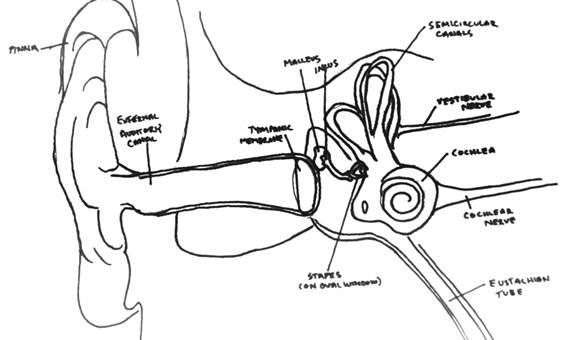 PINNA
EXTERNAL
AUDITORY
CANAL
TYMPANIC
MEMBRANE
MALLEUS
INCUS
SEMICIRCULAR
CANALS
VESTIBULAR
NERVE
COCHLEA
COCHLEAR
NERVE
STAPES
(ON OVAL WINDOW)
EUSTACHIAN
TUBE